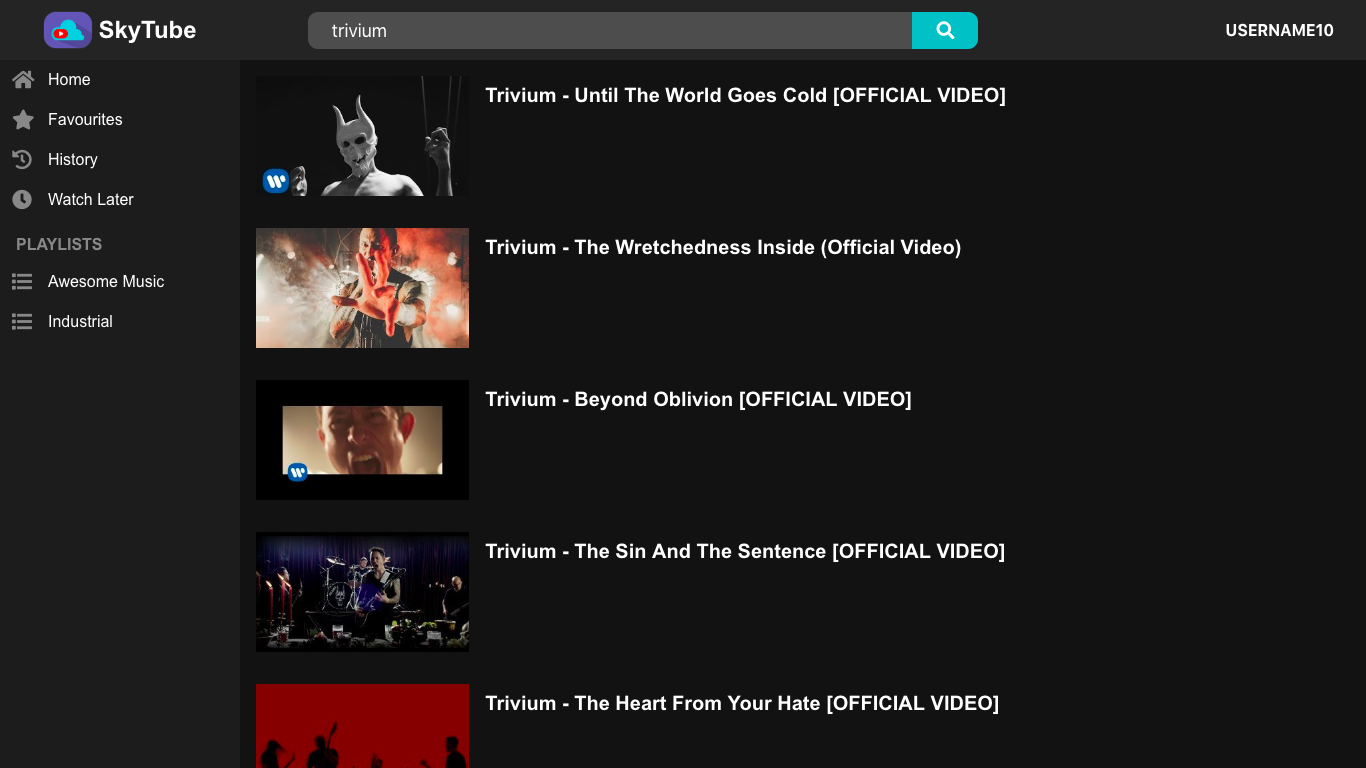 SkyTube
trivium
USERNAME10
Home
Favourites
History
Watch Later
PLAYLISTS
Awesome Music
Industrial
Trivium - Until The World Goes Cold [OFFICIAL VIDEO]
Trivium - The Wretchedness Inside (Official Video)
Trivium - Beyond Oblivion [OFFICIAL VIDEO]
Trivium - The Sin And The Sentence [OFFICIAL VIDEO]
Trivium - The Heart From Your Hate [OFFICIAL VIDEO]